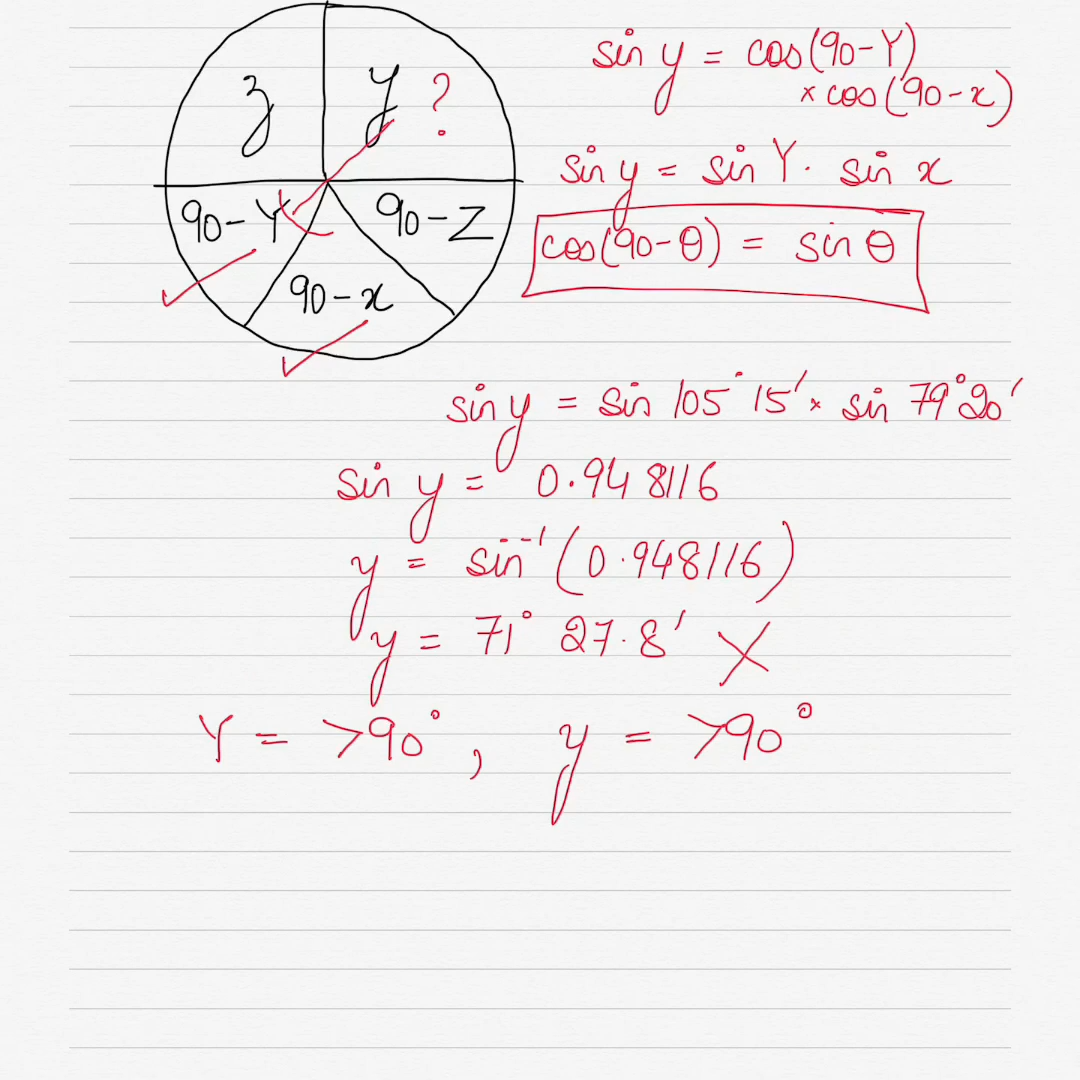 z y ?
90-Y 90-Z
90-x
sin y = cos(90-Y)
× cos(90-x)
sin y = sin Y. sin x
cos(90-θ) = sin θ
sin y = sin 105° 15' × sin 79° 20'
sin y = 0.948116
y = sin⁻¹(0.948116)
y = 71° 27.8' X
Y = >90°, y = >90°